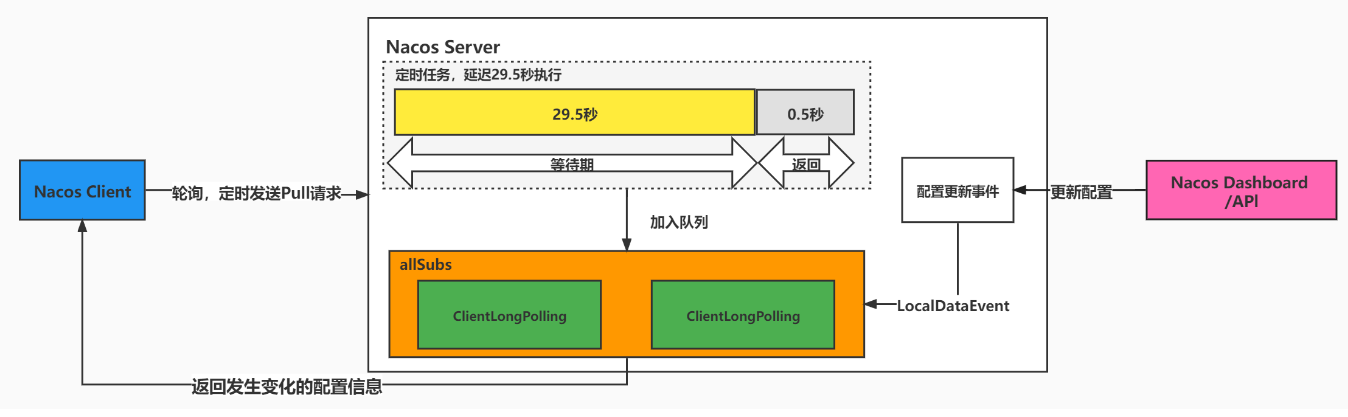 Nacos Server
定时任务，延迟29.5秒执行
29.5秒
0.5秒
等待期
返回
Nacos Client
轮询，定时发送Pull请求
配置更新事件
更新配置
Nacos Dashboard
/API
加入队列
allSubs
ClientLongPolling
ClientLongPolling
LocalDataEvent
返回发生变化的配置信息